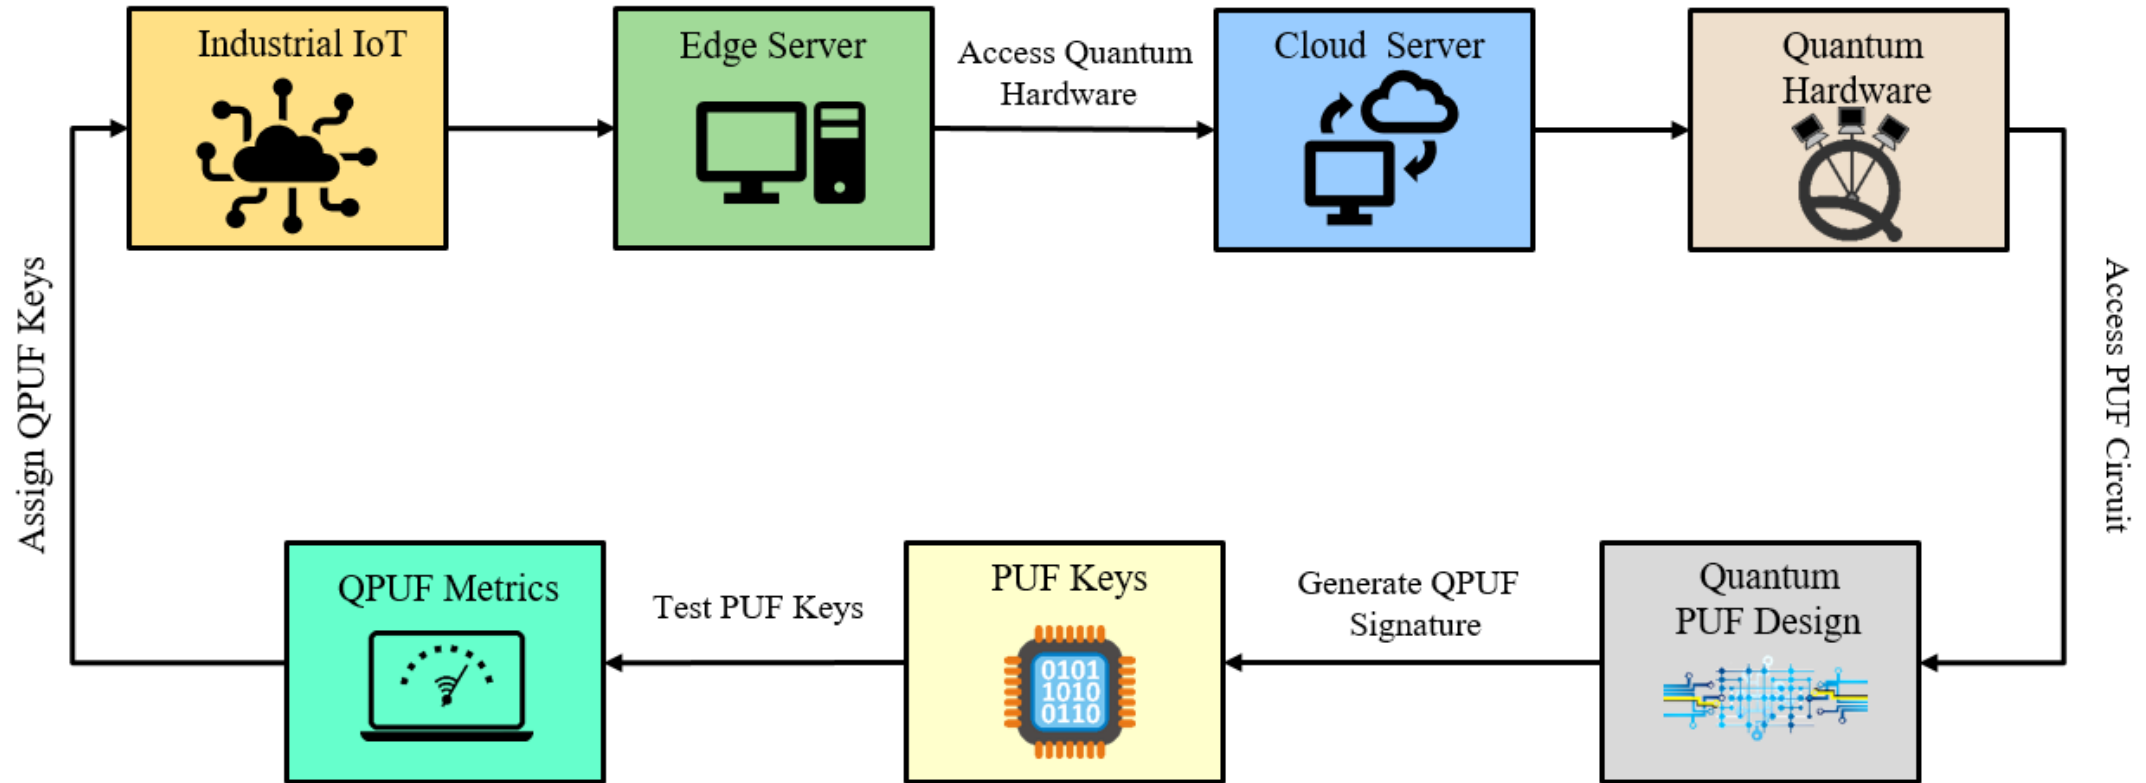 Industrial IoT
Edge Server
Access Quantum
Hardware
Cloud Server
Quantum
Hardware
Access PUF Circuit
Quantum
PUF Design
Generate QPUF
Signature
PUF Keys
0101
1010
0110
Test PUF Keys
QPUF Metrics
Assign QPUF Keys